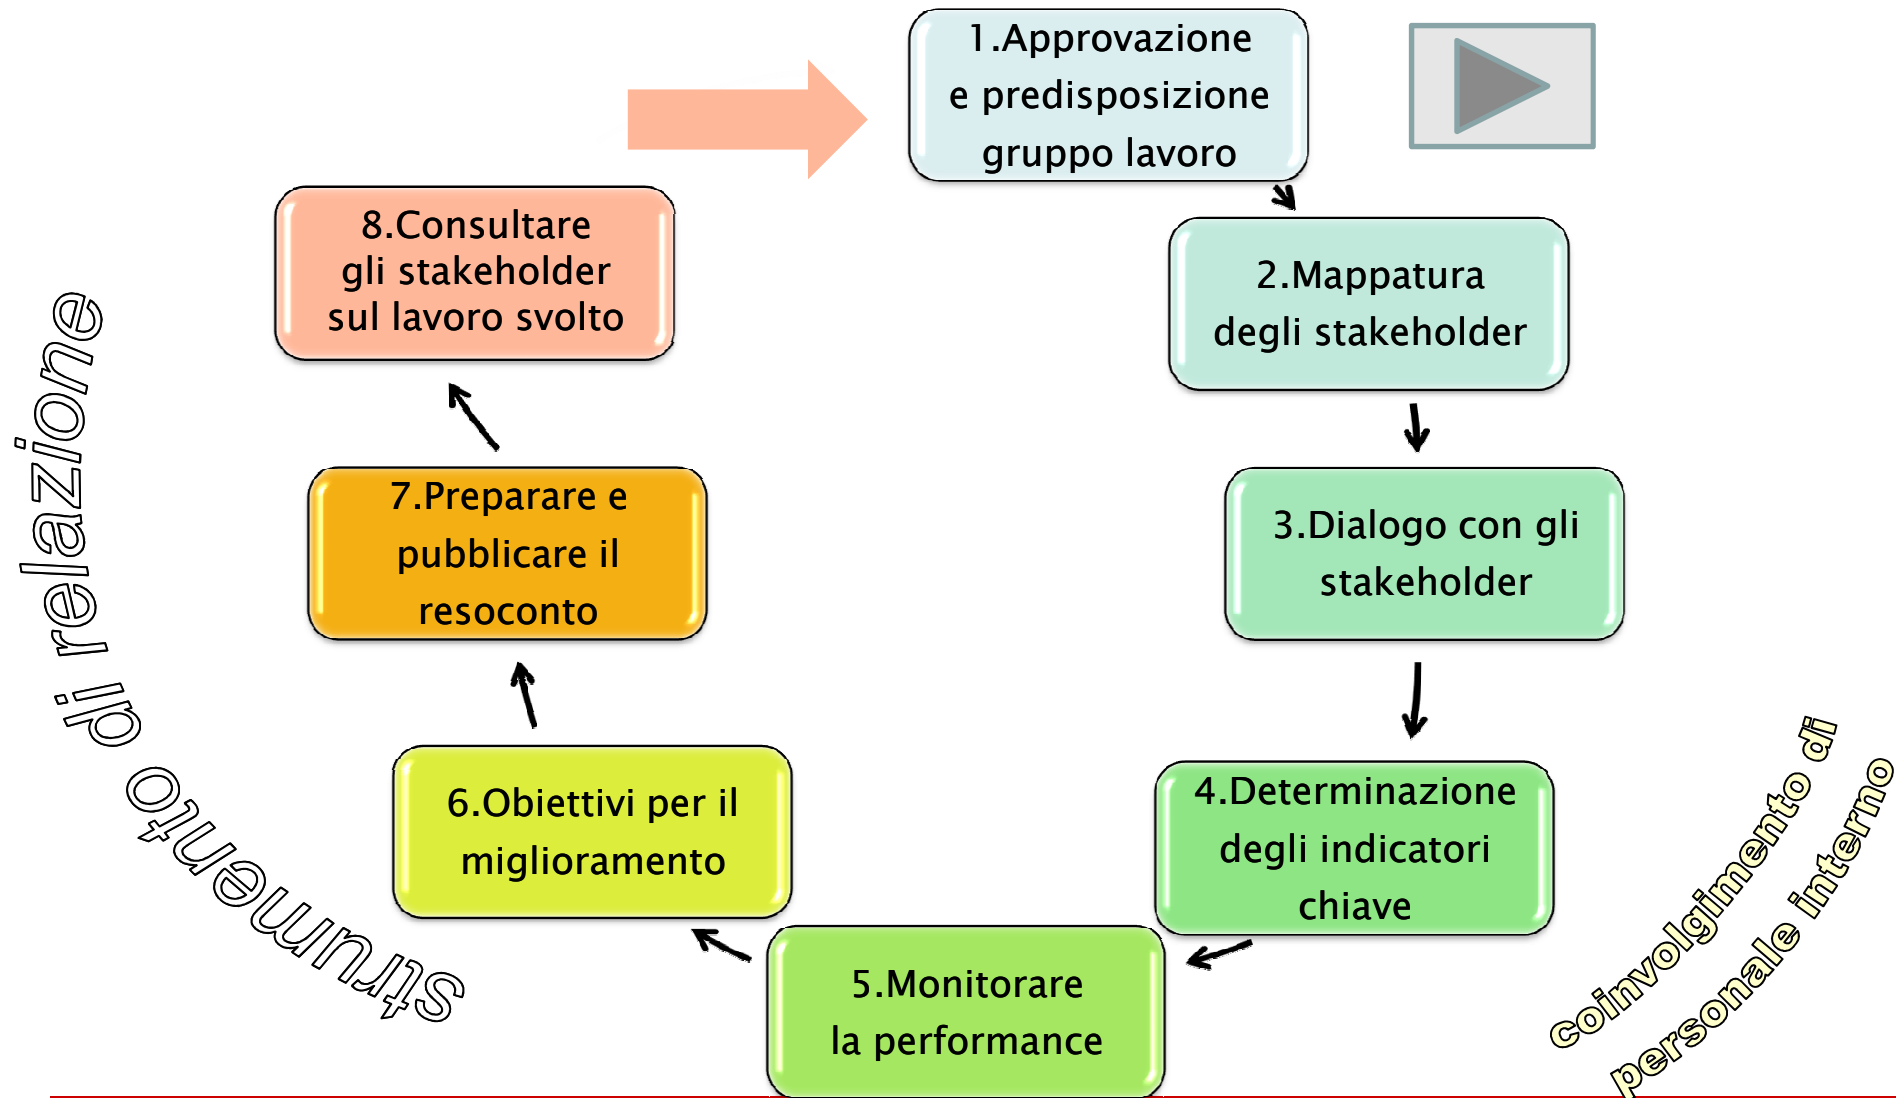 1.Approvazione
e predisposizione
gruppo lavoro
2.Mappatura
degli stakeholder
3.Dialogo con gli
stakeholder
4.Determinazione
degli indicatori
chiave
5.Monitorare
la performance
6.Obiettivi per il
miglioramento
7.Preparare e
pubblicare il
resoconto
8.Consultare
gli stakeholder
sul lavoro svolto
strumento di relazione
coinvolgimento di
personale interno